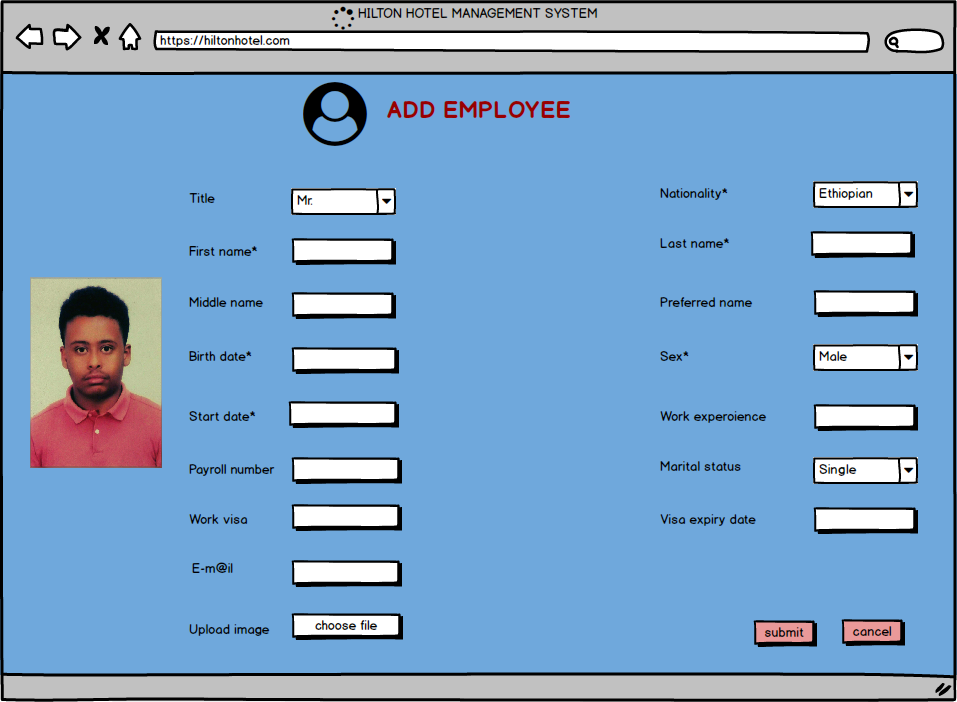 HILTON HOTEL MANAGEMENT SYSTEM
https://hiltonhotel.com
ADD EMPLOYEE
Title Mr. Nationality* Ethiopian
First name* Last name*
Middle name Preferred name
Birth date* Sex* Male
Start date* Work experoience
Payroll number Marital status Single
Work visa Visa expiry date
E-m@il
Upload image choose file submit cancel